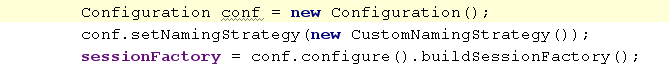 Configuration conf = new Configuration();
conf.setNamingStrategy(new CustomNamingStrategy());
sessionFactory = conf.configure().buildSessionFactory();